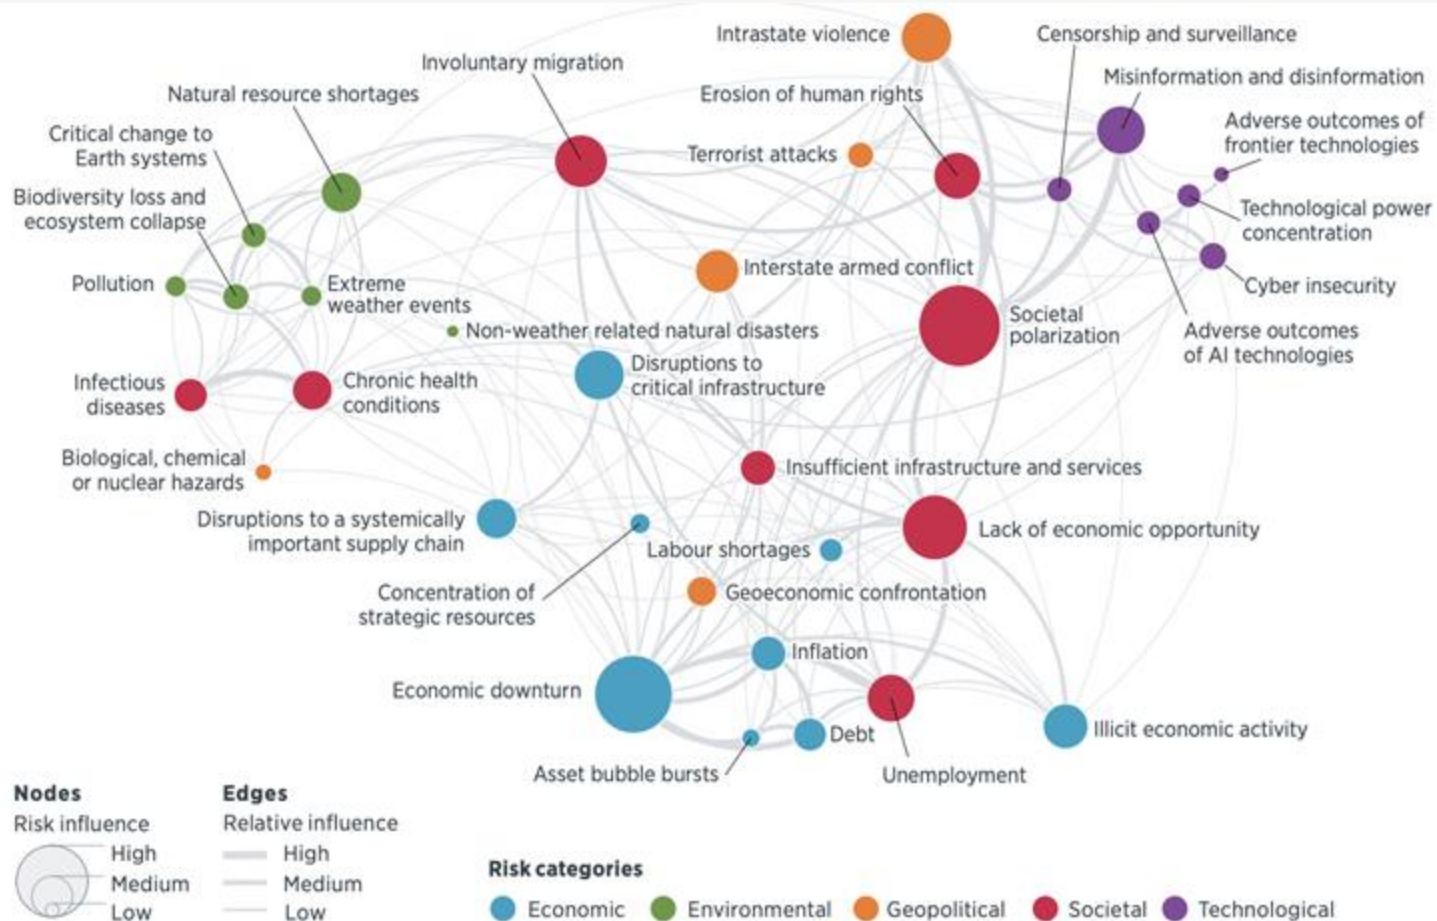 Intrastate violence
Censorship and surveillance
Involuntary migration
Misinformation and disinformation
Natural resource shortages
Erosion of human rights
Adverse outcomes of
frontier technologies
Critical change to
Earth systems
Terrorist attacks
Biodiversity loss and
ecosystem collapse
Technological power
concentration
Pollution
Extreme
weather events
Interstate armed conflict
Cyber insecurity
Non-weather related natural disasters
Societal
polarization
Adverse outcomes
of AI technologies
Disruptions to
critical infrastructure
Infectious
diseases
Chronic health
conditions
Biological, chemical
or nuclear hazards
Insufficient infrastructure and services
Disruptions to a systemically
important supply chain
Lack of economic opportunity
Labour shortages
Concentration of
strategic resources
Geoeconomic confrontation
Inflation
Economic downturn
Debt
Illicit economic activity
Asset bubble bursts
Unemployment
Nodes
Risk influence
High
Medium
Low
Edges
Relative influence
High
Medium
Low
Risk categories
Economic
Environmental
Geopolitical
Societal
Technological